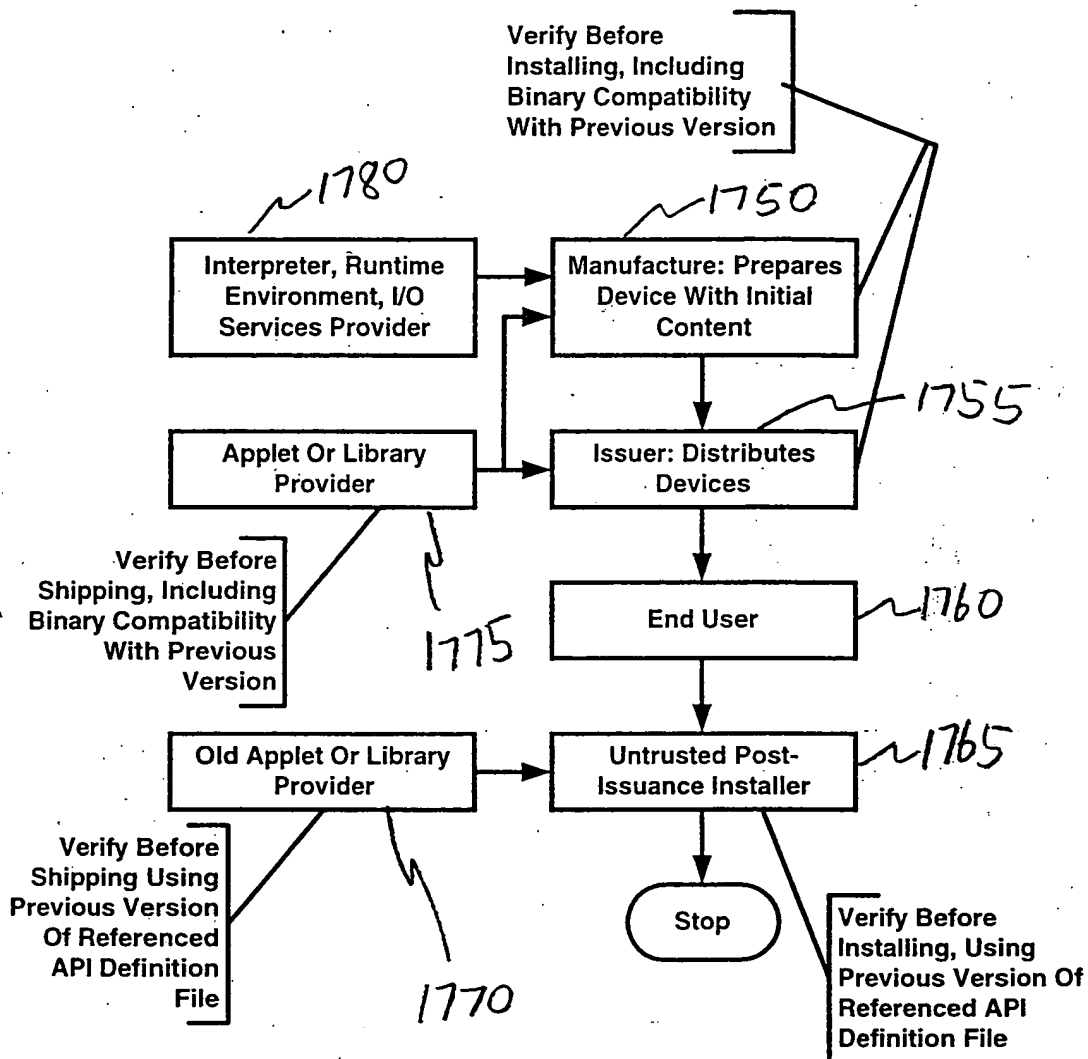 Verify Before
Installing, Including
Binary Compatibility
With Previous Version
1780
1750
Interpreter, Runtime
Environment, I/O
Services Provider
Manufacture: Prepares
Device With Initial
Content
1755
Applet Or Library
Provider
Issuer: Distributes
Devices
Verify Before
Shipping, Including
Binary Compatibility
With Previous
Version
1775
End User
1760
Old Applet Or Library
Provider
Untrusted Post-
Issuance Installer
1765
Verify Before
Shipping Using
Previous Version
Of Referenced
API Definition
File
1770
Stop
Verify Before
Installing, Using
Previous Version Of
Referenced API
Definition File